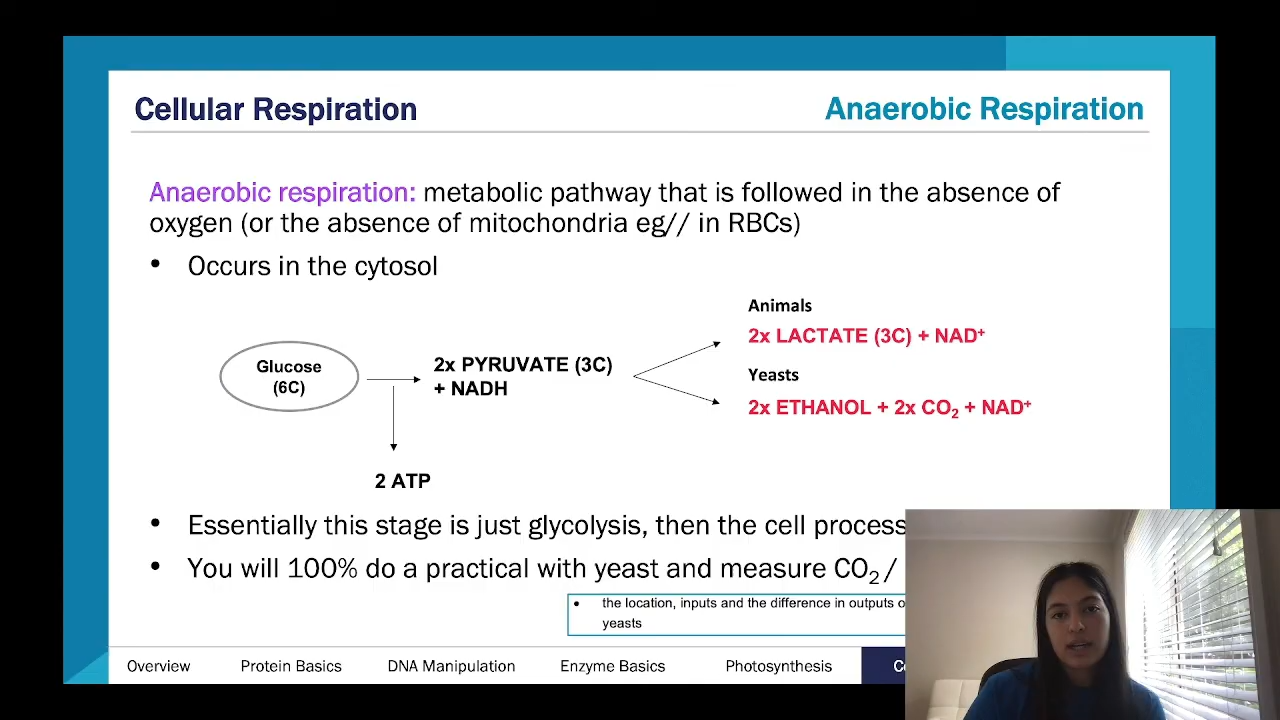 Cellular Respiration
Anaerobic Respiration
Anaerobic respiration: metabolic pathway that is followed in the absence of
oxygen (or the absence of mitochondria eg// in RBCs)
• Occurs in the cytosol
Animals
2x LACTATE (3C) + NAD⁺
Glucose
(6C)
2x PYRUVATE (3C)
+ NADH
Yeasts
2x ETHANOL + 2x CO₂ + NAD⁺
2 ATP
• Essentially this stage is just glycolysis, then the cell process
• You will 100% do a practical with yeast and measure CO₂ /
• the location, inputs and the difference in outputs
yeasts
Overview
Protein Basics
DNA Manipulation
Enzyme Basics
Photosynthesis